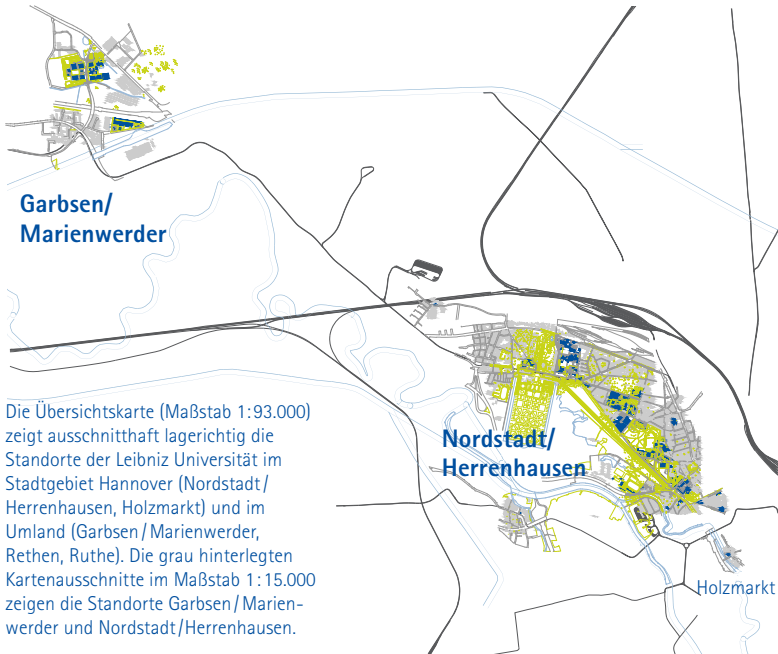 Garbsen/
Marienwerder
Nordstadt/
Herrenhausen
Die Übersichtskarte (Maßstab 1:93.000)
zeigt ausschnitthaft lagerichtig die
Standorte der Leibniz Universität im
Stadtgebiet Hannover (Nordstadt/
Herrenhausen, Holzmarkt) und im
Umland (Garbsen/Marienwerder,
Rethen, Ruthe). Die grau hinterlegten
Kartenausschnitte im Maßstab 1:15.000
zeigen die Standorte Garbsen/Marien-
werder und Nordstadt/Herrenhausen.
Holzmarkt